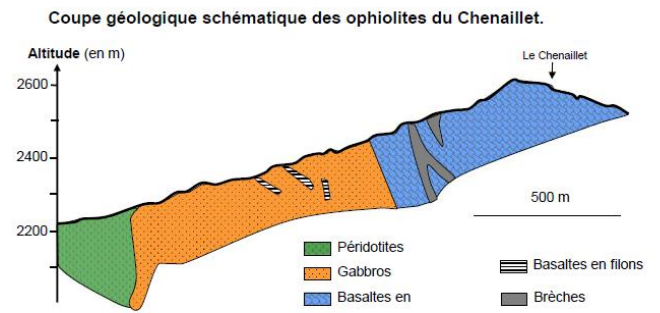 Coupe géologique schématique des ophiolites du Chenaillet.
Altitude (en m)
Le Chenaillet
2600
2400
2200
500 m
Péridotites
Gabbros
Basaltes en
Basaltes en filons
Brèches